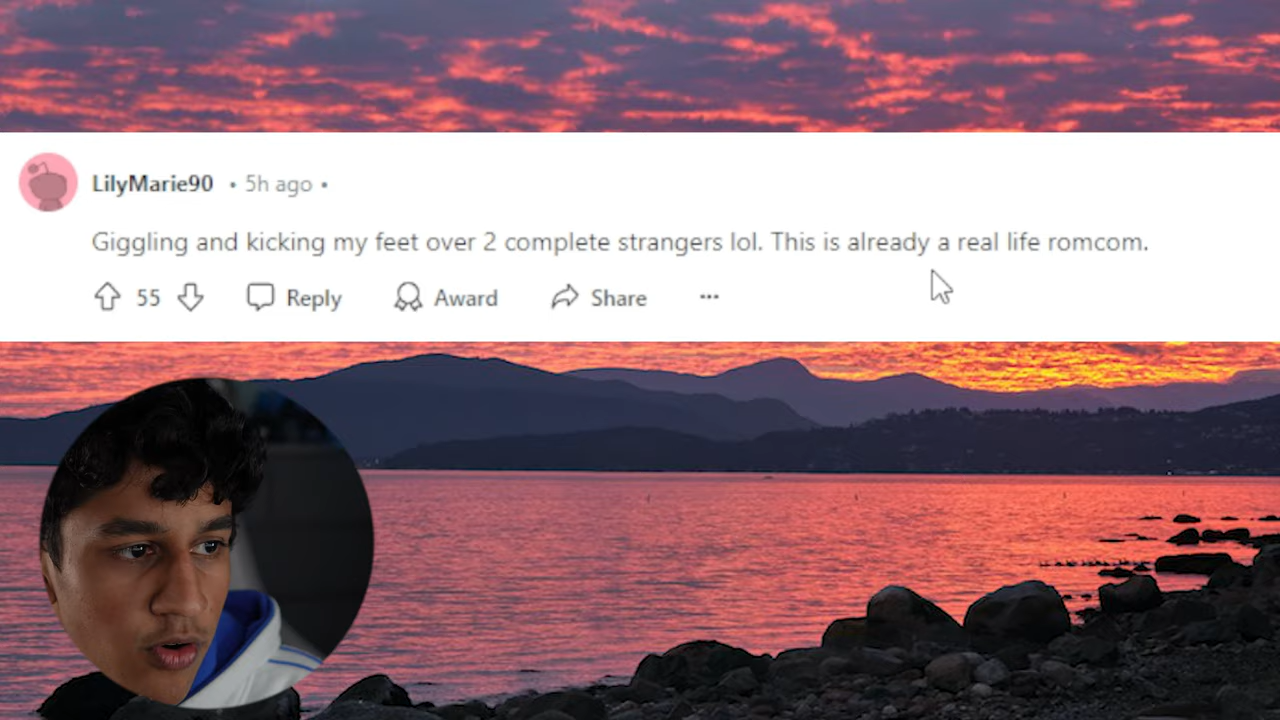 LilyMarie90 • 5h ago •
Giggling and kicking my feet over 2 complete strangers lol. This is already a real life romcom.
55 Reply Award Share ...